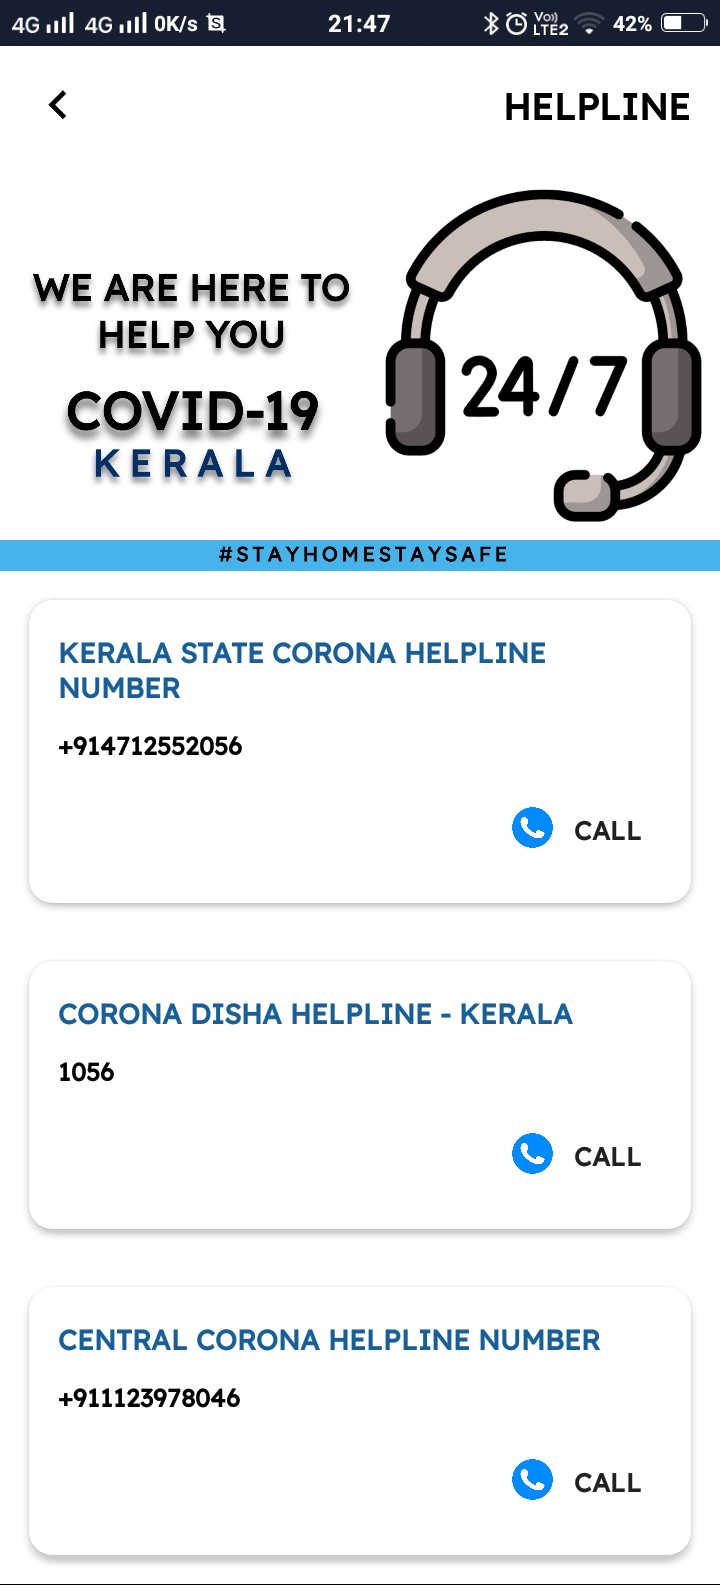 4G 4G 0K/s 21:47 Vo)) LTE2 42%
HELPLINE
WE ARE HERE TO
HELP YOU
COVID-19
KERALA
24/7
#STAYHOMESTAYSAFE
KERALA STATE CORONA HELPLINE
NUMBER
+914712552056
CALL
CORONA DISHA HELPLINE - KERALA
1056
CALL
CENTRAL CORONA HELPLINE NUMBER
+911123978046
CALL